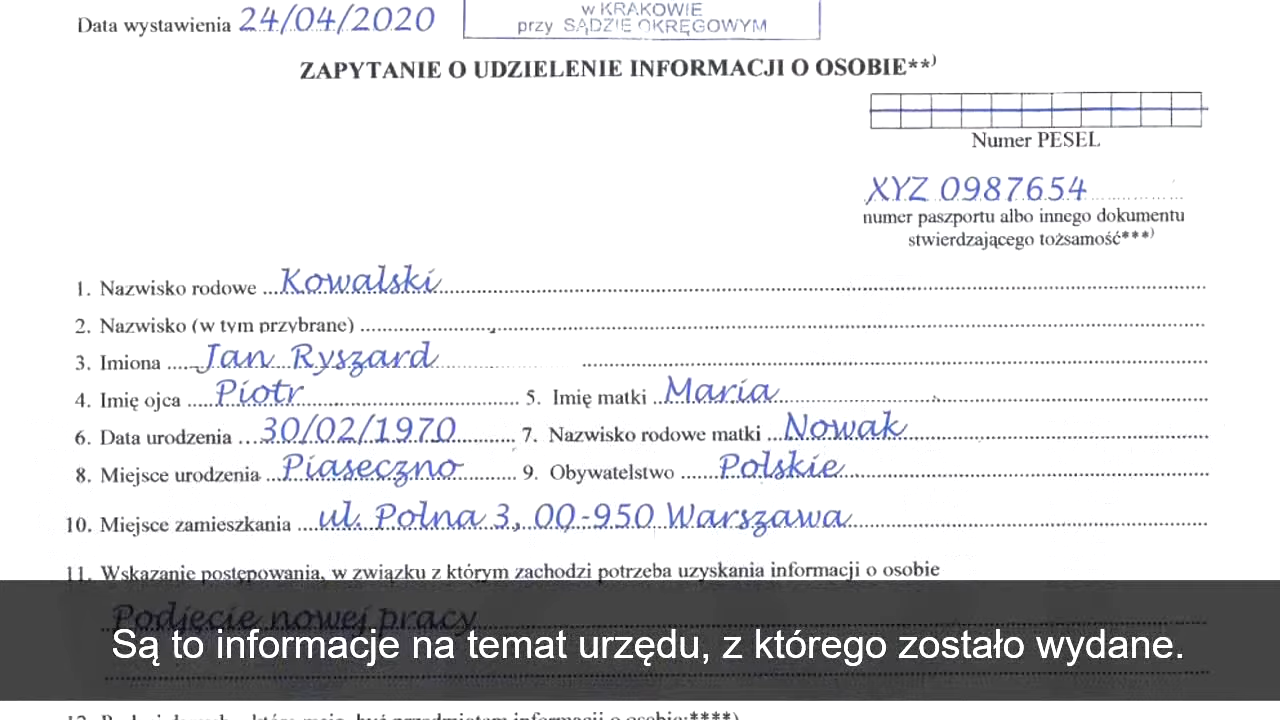 w KRAKOWIE
Data wystawienia 24/04/2020
przy SĄDZIE OKRĘGOWYM
ZAPYTANIE O UDZIELENIE INFORMACJI O OSOBIE**)
Numer PESEL
XYZ 0987654
numer paszportu albo innego dokumentu
stwierdzającego tożsamość***)
1. Nazwisko rodowe ...Kowalski
2. Nazwisko (w tym przybrane)
3. Imiona ....Jan Ryszard
4. Imię ojca ....Piotr 5. Imię matki ..Maria
6. Data urodzenia ...30/02/1970 7. Nazwisko rodowe matki ...Nowak
8. Miejsce urodzenia ...Piaseczno 9. Obywatelstwo ......Polskie
10. Miejsce zamieszkania ....ul. Polna 3, 00-950 Warszawa
11. Wskazanie postępowania, w związku z którym zachodzi potrzeba uzyskania informacji o osobie
Podjęcie nowej pracy
Są to informacje na temat urzędu, z którego zostało wydane.